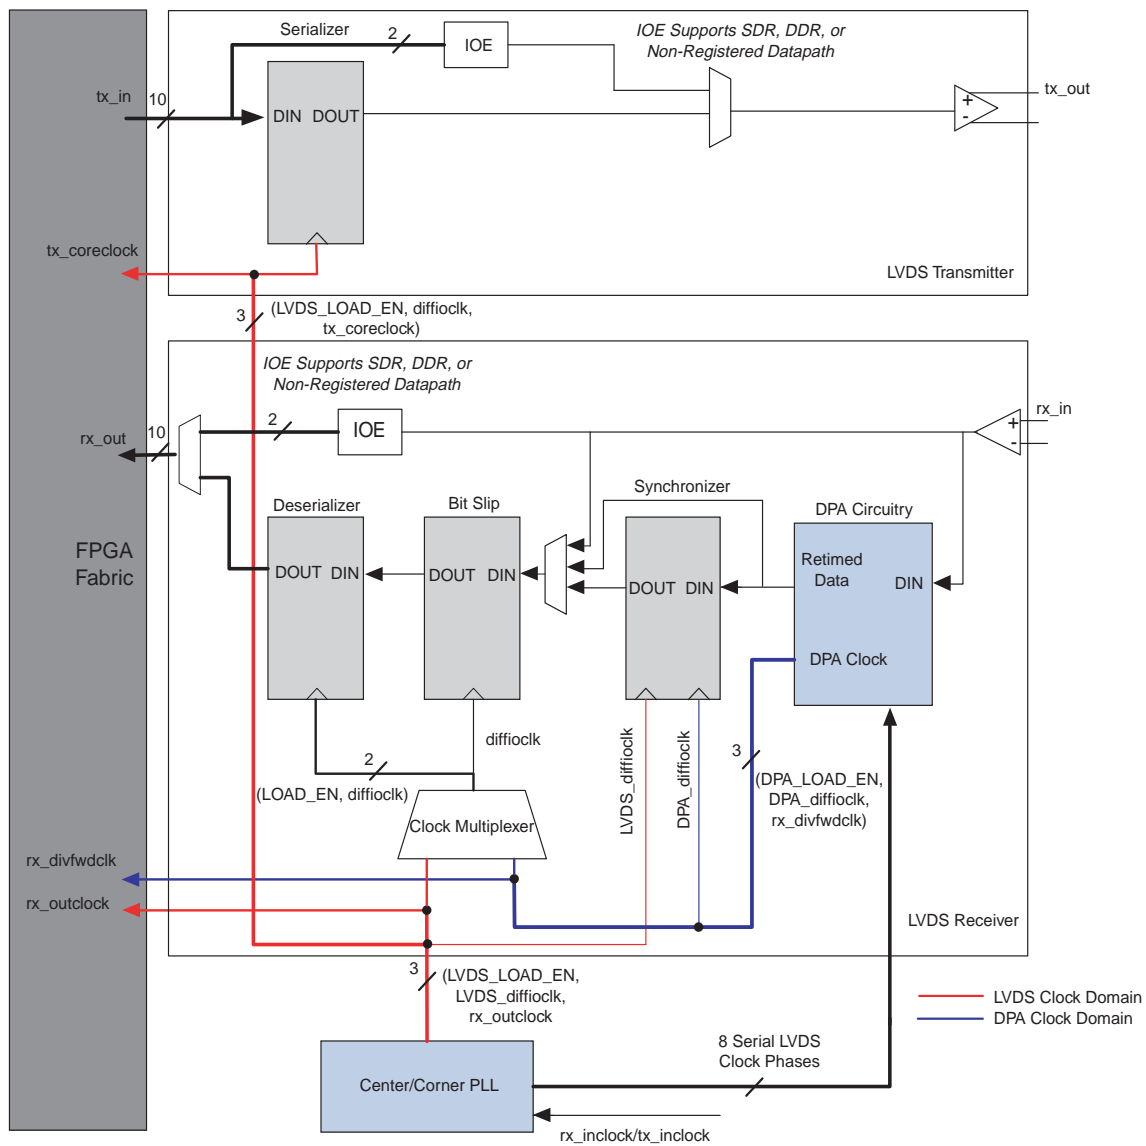 Serializer
2
IOE
IOE Supports SDR, DDR, or
Non-Registered Datapath
tx_in
10
DIN DOUT
+
-
tx_out
tx_coreclock
LVDS Transmitter
3
(LVDS_LOAD_EN, diffioclk,
tx_coreclock)
IOE Supports SDR, DDR, or
Non-Registered Datapath
rx_out
10
2
IOE
+
-
rx_in
Deserializer
Bit Slip
Synchronizer
DPA Circuitry
FPGA
Fabric
DOUT DIN
DOUT DIN
DOUT DIN
Retimed
Data
DIN
DPA Clock
2
(LOAD_EN, diffioclk)
diffioclk
LVDS_diffioclk
DPA_diffioclk
3
(DPA_LOAD_EN,
DPA_diffioclk,
rx_divfwdclk)
Clock Multiplexer
rx_divfwdclk
rx_outclock
LVDS Receiver
3
(LVDS_LOAD_EN,
LVDS_diffioclk,
rx_outclock
LVDS Clock Domain
DPA Clock Domain
8 Serial LVDS
Clock Phases
Center/Corner PLL
rx_inclock/tx_inclock